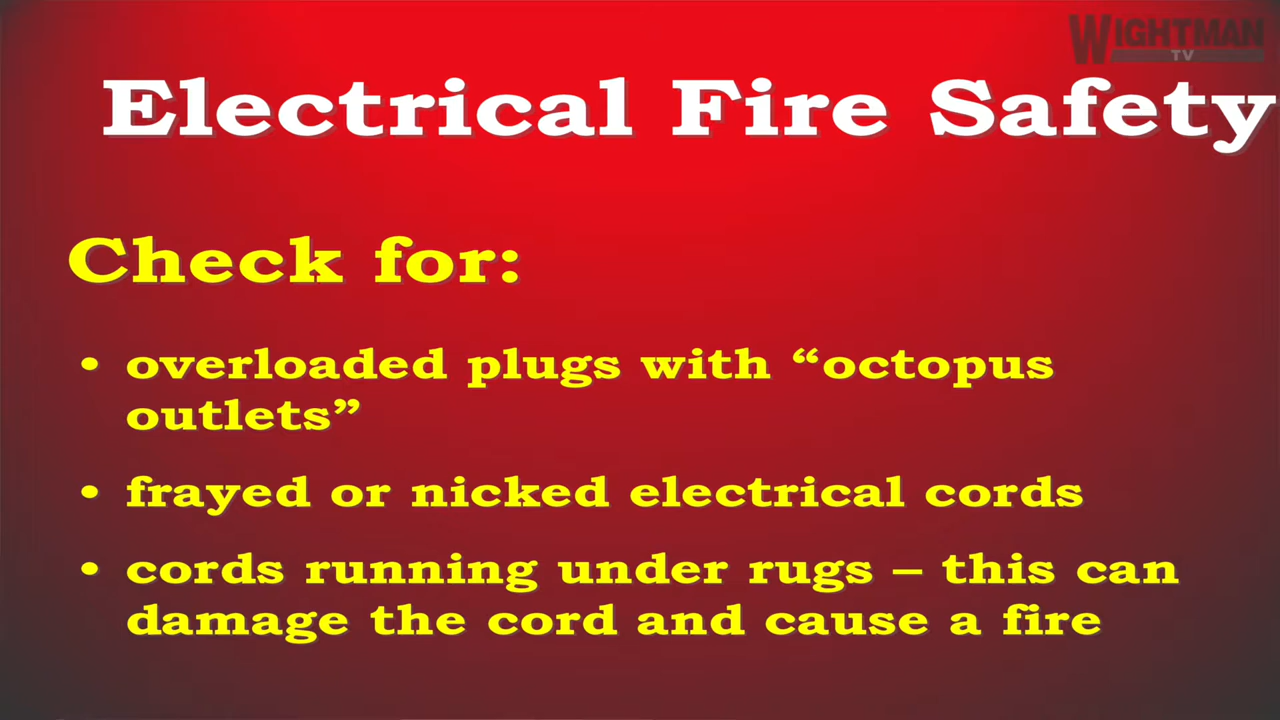 WIGHTMAN
TV
Electrical Fire Safety
Check for:
• overloaded plugs with “octopus
outlets”
• frayed or nicked electrical cords
• cords running under rugs – this can
damage the cord and cause a fire